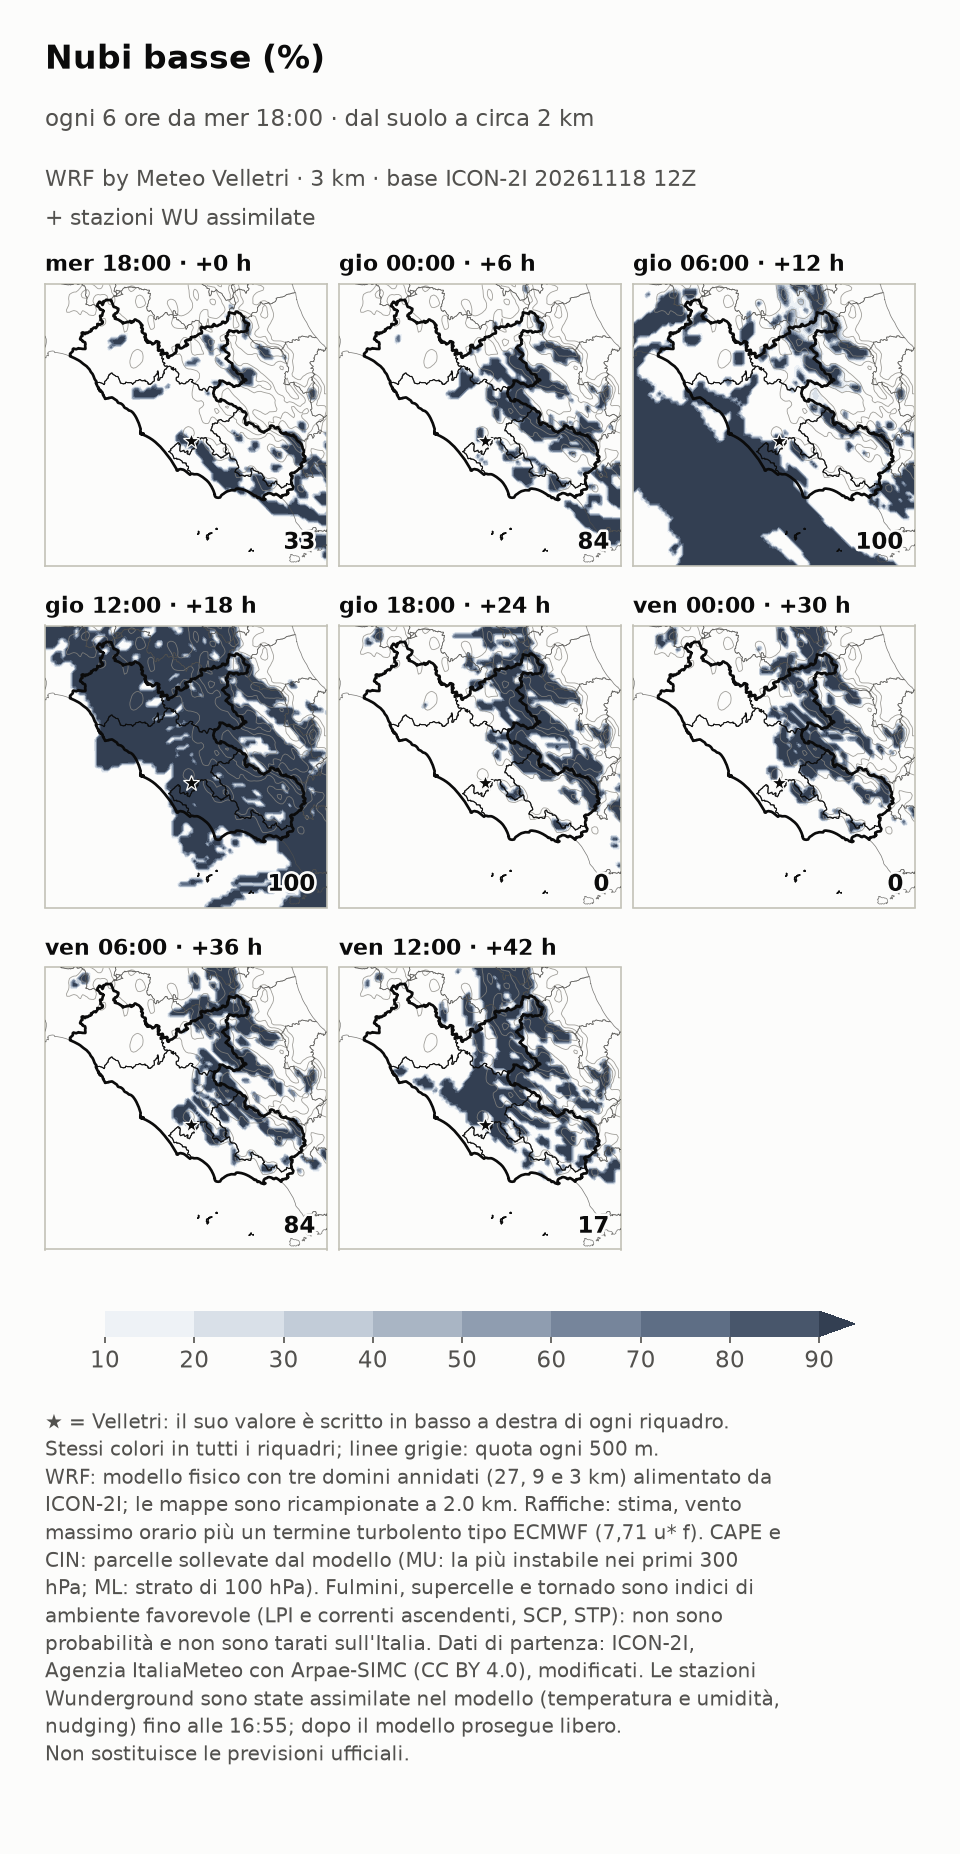 Nubi basse (%)
ogni 6 ore da mer 18:00 · dal suolo a circa 2 km
WRF by Meteo Velletri · 3 km · base ICON-2I 20261118 12Z
+ stazioni WU assimilate
mer 18:00 · +0 h
gio 00:00 · +6 h
gio 06:00 · +12 h
33
84
100
gio 12:00 · +18 h
gio 18:00 · +24 h
ven 00:00 · +30 h
100
0
0
ven 06:00 · +36 h
ven 12:00 · +42 h
84
17
10 20 30 40 50 60 70 80 90
★ = Velletri: il suo valore è scritto in basso a destra di ogni riquadro.
Stessi colori in tutti i riquadri; linee grigie: quota ogni 500 m.
WRF: modello fisico con tre domini annidati (27, 9 e 3 km) alimentato da
ICON-2I; le mappe sono ricampionate a 2.0 km. Raffiche: stima, vento
massimo orario più un termine turbolento tipo ECMWF (7,71 u* f). CAPE e
CIN: parcelle sollevate dal modello (MU: la più instabile nei primi 300
hPa; ML: strato di 100 hPa). Fulmini, supercelle e tornado sono indici di
ambiente favorevole (LPI e correnti ascendenti, SCP, STP): non sono
probabilità e non sono tarati sull'Italia. Dati di partenza: ICON-2I,
Agenzia ItaliaMeteo con Arpae-SIMC (CC BY 4.0), modificati. Le stazioni
Wunderground sono state assimilate nel modello (temperatura e umidità,
nudging) fino alle 16:55; dopo il modello prosegue libero.
Non sostituisce le previsioni ufficiali.